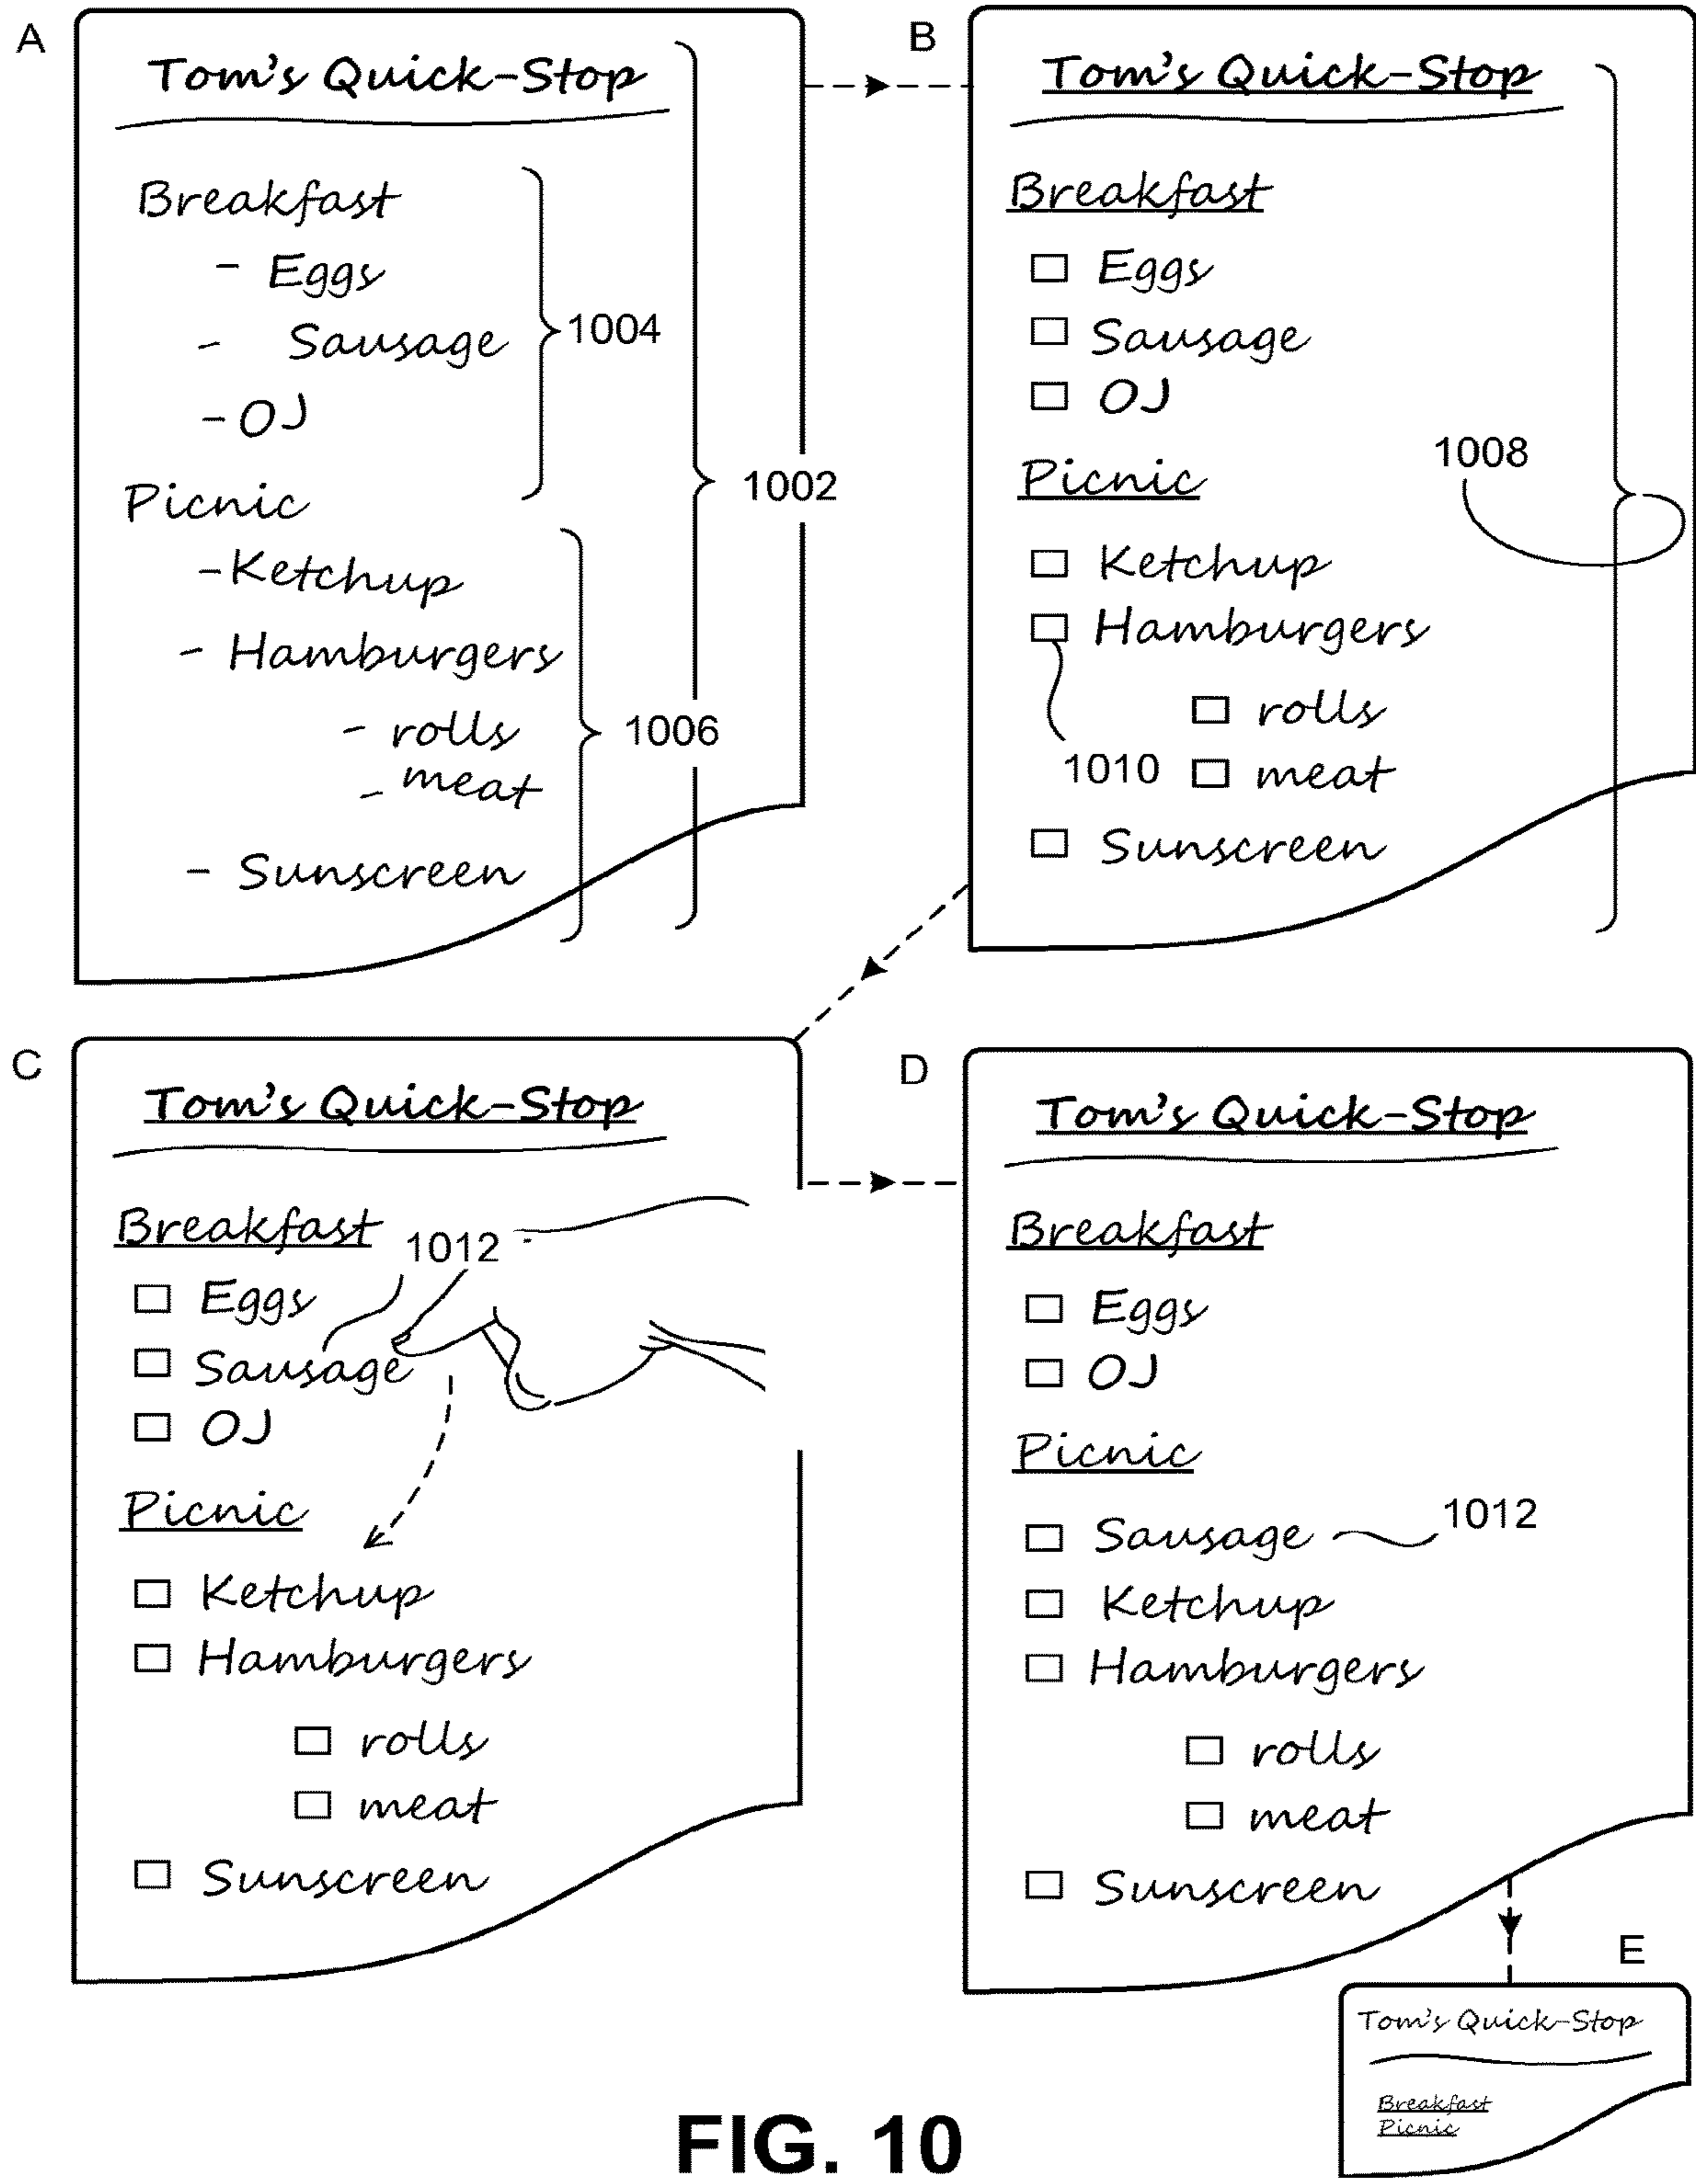 A
Tom's Quick-Stop
Breakfast
- Eggs
- Sausage
- OJ
1004
1002
Picnic
- Ketchup
- Hamburgers
- rolls
- meat
1006
- Sunscreen
B
Tom's Quick-Stop
Breakfast
Eggs
Sausage
OJ
1008
Picnic
Ketchup
Hamburgers
rolls
1010
meat
Sunscreen
C
Tom's Quick-Stop
Breakfast
1012
Eggs
Sausage
OJ
Picnic
Ketchup
Hamburgers
rolls
meat
Sunscreen
D
Tom's Quick-Stop
Breakfast
Eggs
OJ
Picnic
Sausage
1012
Ketchup
Hamburgers
rolls
meat
Sunscreen
E
Tom's Quick-Stop
Breakfast
Picnic
FIG. 10